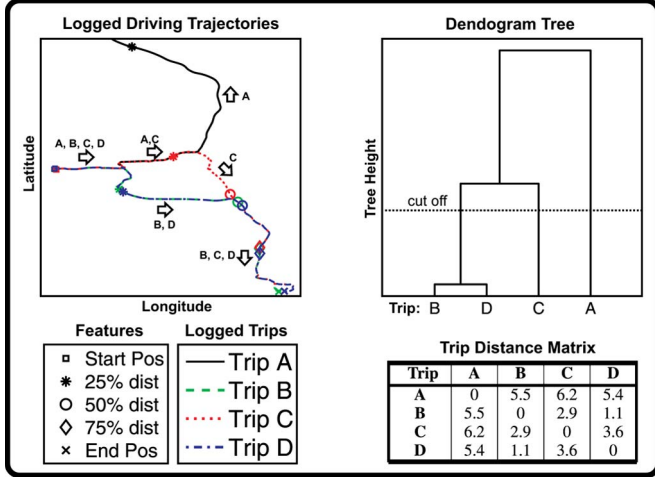 Logged Driving Trajectories
A
A, B, C, D
A,C
C
B, D
B, C, D
Latitude
Longitude
Features
Start Pos
25% dist
50% dist
75% dist
End Pos
Logged Trips
Trip A
Trip B
Trip C
Trip D
Dendogram Tree
Tree Height
cut off
Trip: B D C A
Trip Distance Matrix
Trip A B C D
A 0 5.5 6.2 5.4
B 5.5 0 2.9 1.1
C 6.2 2.9 0 3.6
D 5.4 1.1 3.6 0